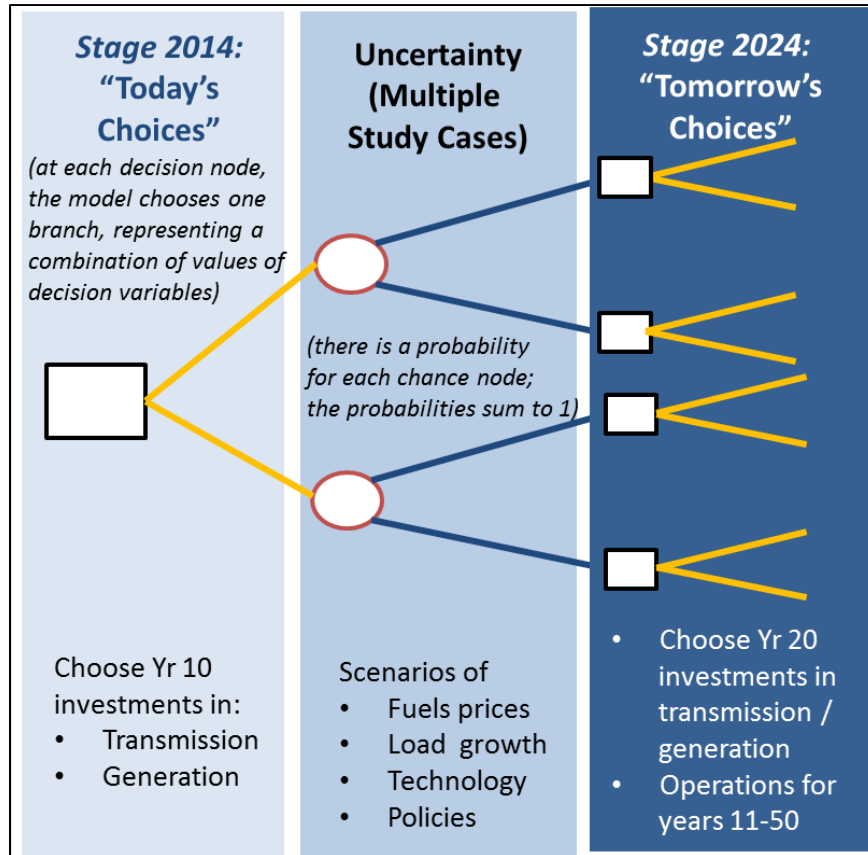 Stage 2014:
“Today’s
Choices”
(at each decision node,
the model chooses one
branch, representing a
combination of values of
decision variables)
Choose Yr 10
investments in:
• Transmission
• Generation
Uncertainty
(Multiple
Study Cases)
(there is a probability
for each chance node;
the probabilities sum to 1)
Scenarios of
• Fuels prices
• Load growth
• Technology
• Policies
Stage 2024:
“Tomorrow’s
Choices”
• Choose Yr 20
investments in
transmission /
generation
• Operations for
years 11-50